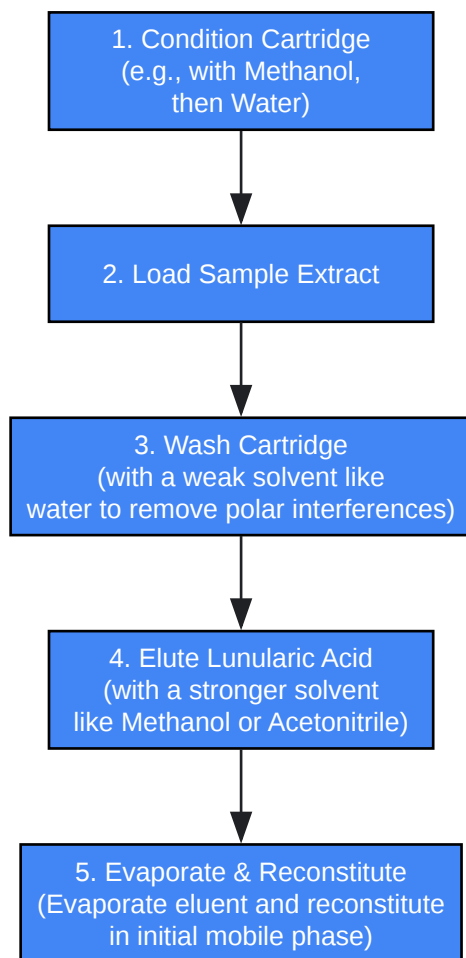 1. Condition Cartridge
(e.g., with Methanol,
then Water)
2. Load Sample Extract
3. Wash Cartridge
(with a weak solvent like
water to remove polar interferences)
4. Elute Lunularic Acid
(with a stronger solvent
like Methanol or Acetonitrile)
5. Evaporate & Reconstitute
(Evaporate eluent and reconstitute
in initial mobile phase)